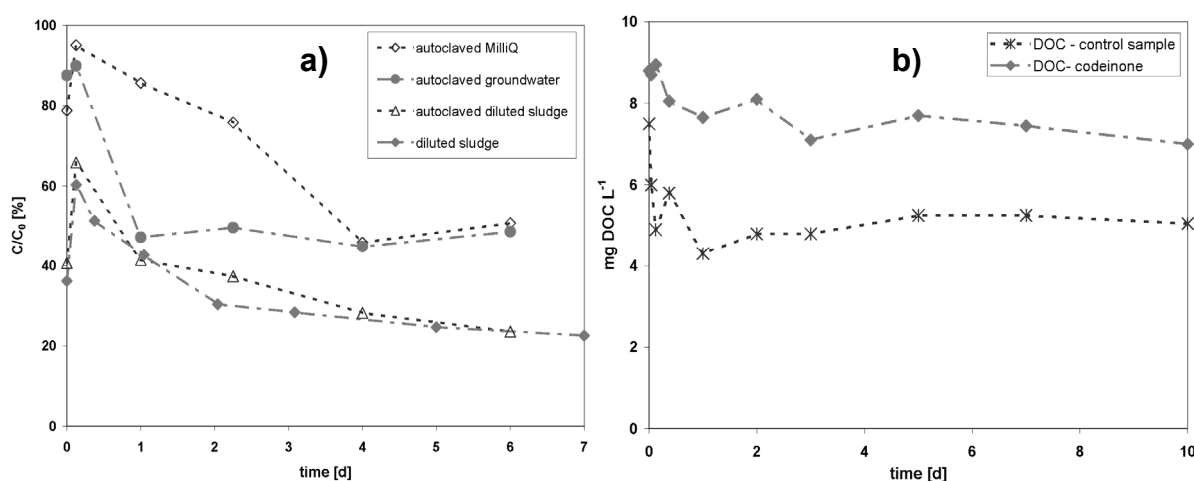 a)
autoclaved MilliQ
autoclaved groundwater
autoclaved diluted sludge
diluted sludge
C/C₀ [%]
100
80
60
40
20
0
0 1 2 3 4 5 6 7
time [d]
b)
DOC - control sample
DOC- codeinone
mg DOC L⁻¹
10
8
6
4
2
0
0 2 4 6 8 10
time [d]